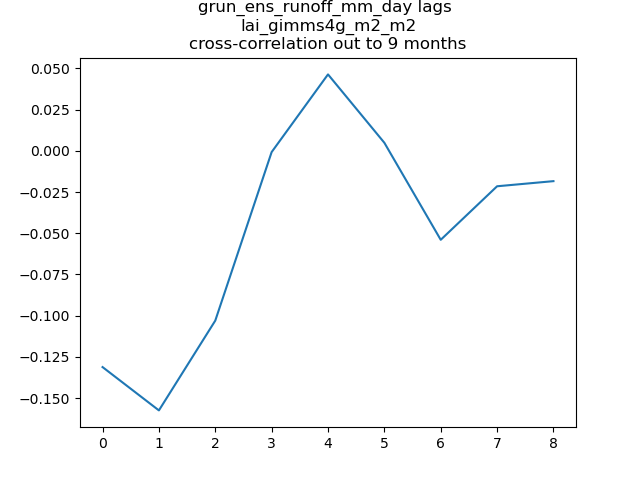 grun_ens_runoff_mm_day lags
lai_gimms4g_m2_m2
cross-correlation out to 9 months
0.050
0.025
0.000
−0.025
−0.050
−0.075
−0.100
−0.125
−0.150
0 1 2 3 4 5 6 7 8